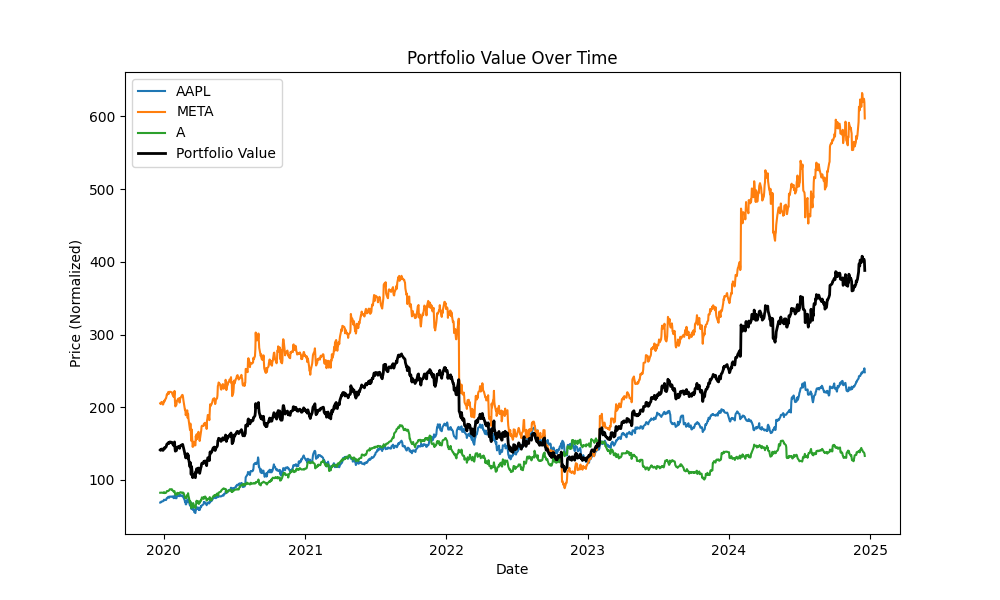 Portfolio Value Over Time
AAPL
META
A
Portfolio Value
Price (Normalized)
600
500
400
300
200
100
2020
2021
2022
2023
2024
2025
Date